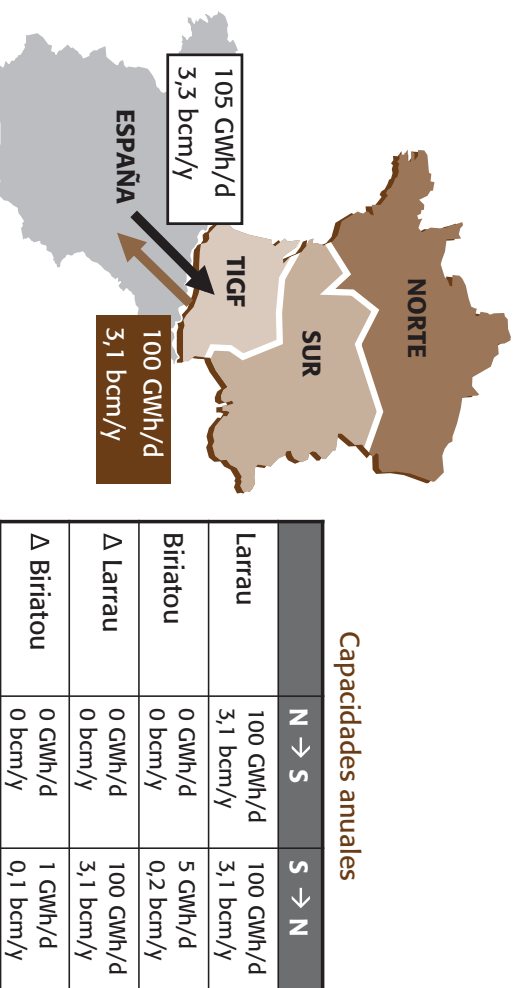 NORTE
SUR
TIGF
ESPAÑA
105 GWh/d
3,3 bcm/y
100 GWh/d
3,1 bcm/y
Capacidades anuales
N → S S → N
Larrau 100 GWh/d 100 GWh/d
3,1 bcm/y 3,1 bcm/y
Biriatou 0 GWh/d 5 GWh/d
0 bcm/y 0,2 bcm/y
Δ Larrau 0 GWh/d 100 GWh/d
0 bcm/y 3,1 bcm/y
Δ Biriatou 0 GWh/d 1 GWh/d
0 bcm/y 0,1 bcm/y